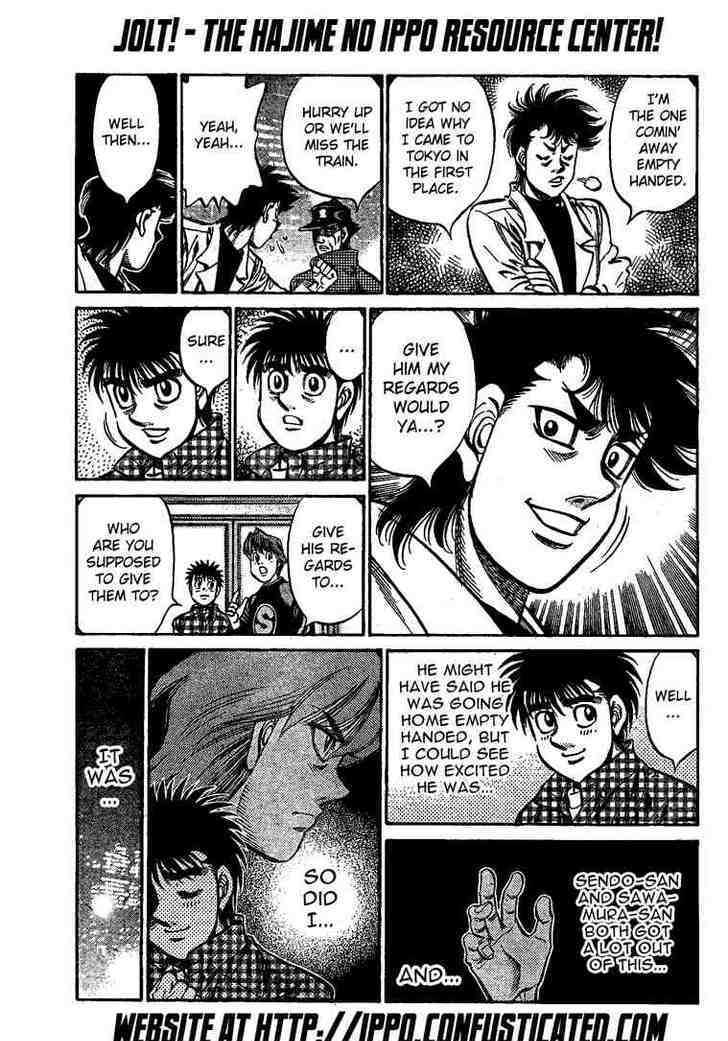 JOLT! - THE HAJIME NO IPPO RESOURCE CENTER!
I'M
THE ONE
COMIN'
AWAY
EMPTY
HANDED.
I GOT NO
IDEA WHY
I CAME
TO
TOKYO IN
THE FIRST
PLACE.
HURRY UP
OR WE'LL
MISS THE
TRAIN.
YEAH,
YEAH...
WELL
THEN...
GIVE
HIM MY
REGARDS
WOULD
YA...?
...
SURE
...
GIVE
HIS RE-
GARDS
TO...
WHO
ARE YOU
SUPPOSED
TO GIVE
THEM TO?
S
WELL
...
HE MIGHT
HAVE SAID HE
WAS GOING
HOME EMPTY
HANDED, BUT
I COULD SEE
HOW EXCITED
HE WAS...
SENDO-SAN
AND SAWA-
MURA-SAN
BOTH GOT
A LOT OUT
OF THIS...
AND...
SO
DID
I...
IT
WAS
...
WEBSITE AT HTTP://IPPO.CONFUSTICATED.COM